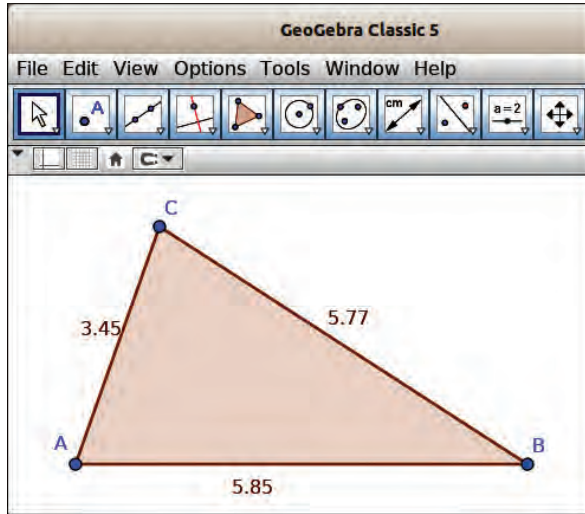 GeoGebra Classic 5
File Edit View Options Tools Window Help
A
cm
a=2
C
3.45
5.77
A
B
5.85